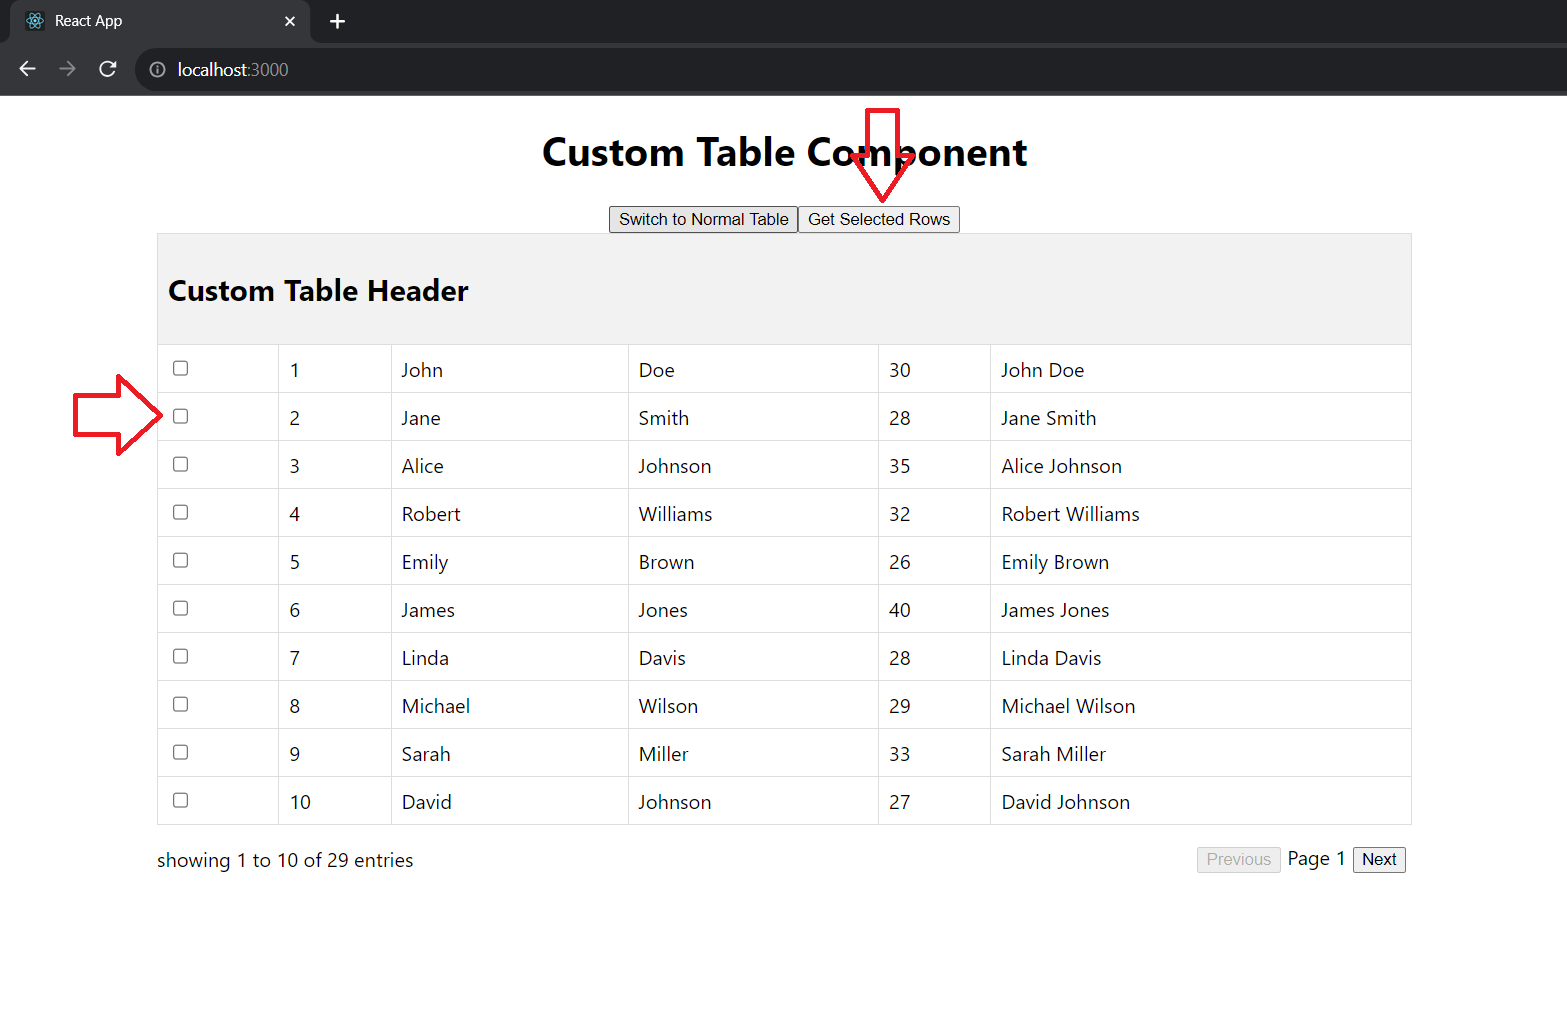 React App
localhost:3000
Custom Table Component
Switch to Normal Table Get Selected Rows
Custom Table Header
1 John Doe 30 John Doe
2 Jane Smith 28 Jane Smith
3 Alice Johnson 35 Alice Johnson
4 Robert Williams 32 Robert Williams
5 Emily Brown 26 Emily Brown
6 James Jones 40 James Jones
7 Linda Davis 28 Linda Davis
8 Michael Wilson 29 Michael Wilson
9 Sarah Miller 33 Sarah Miller
10 David Johnson 27 David Johnson
showing 1 to 10 of 29 entries Previous Page 1 Next